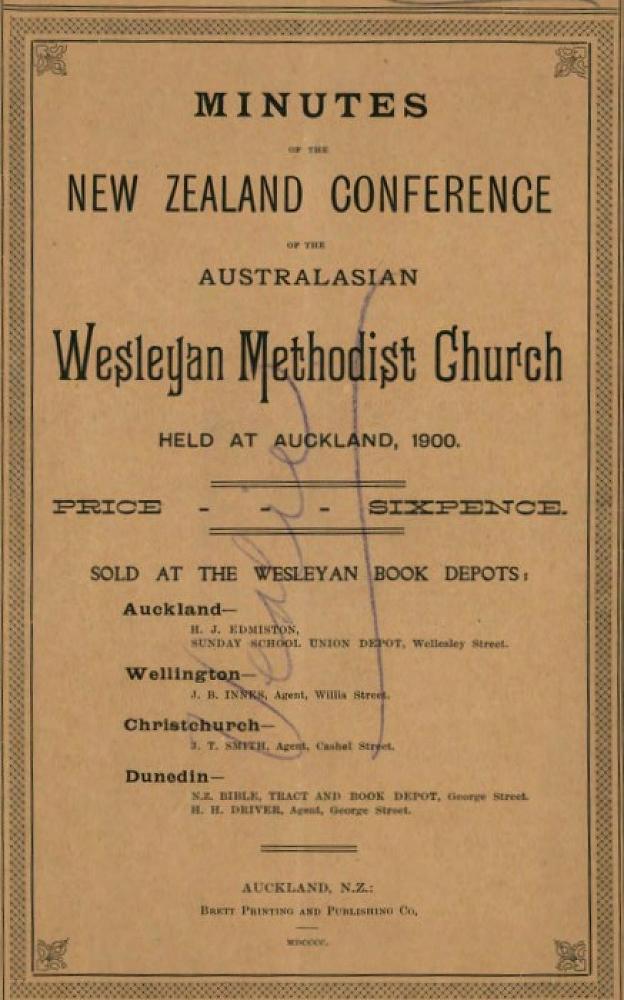 MINUTES
OF THE
NEW ZEALAND CONFERENCE
OF THE
AUSTRALASIAN
Wesleyan Methodist Church
HELD AT AUCKLAND, 1900.
PRICE - - - SIXPENCE.
SOLD AT THE WESLEYAN BOOK DEPOTS:
Auckland—
H. J. EDMISTON,
SUNDAY SCHOOL UNION DEPOT, Wellesley Street.
Wellington—
J. B. INNES, Agent, Willis Street.
Christchurch—
J. T. SMITH, Agent, Cashel Street.
Dunedin—
N.Z. BIBLE, TRACT AND BOOK DEPOT, George Street.
H. H. DRIVER, Agent, George Street.
AUCKLAND, N.Z.:
BRETT PRINTING AND PUBLISHING CO,
MDCCCC.